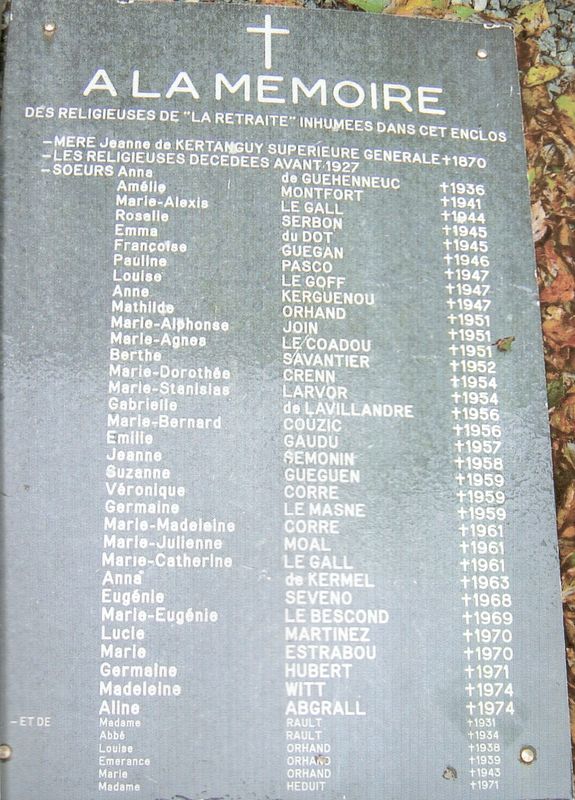 A LA MEMOIRE
DES RELIGIEUSES DE "LA RETRAITE" INHUMEES DANS CET ENCLOS
-MERE Jeanne de KERTANGUY SUPERIEURE GENERALE †1870
-LES RELIGIEUSES DECEDEES AVANT 1927
-SOEURS Anna de GUEHENNEUC †1936
Amélie MONTFORT †1941
Marie-Alexis LE GALL †1944
Roselle SERBON †1945
Emma du DOT †1945
Françoise GUEGAN †1946
Pauline PASCO †1947
Louise LE GOFF †1947
Anne KERGUENOU †1947
Mathilde ORHAND †1951
Marie-Alphonse JOIN †1951
Marie-Agnes LE COADOU †1951
Berthe SAVANTIER †1952
Marie-Dorothée CRENN †1954
Marie-Stanislas LARVOR †1954
Gabrielle de LAVILLANDRE †1956
Marie-Bernard COUZIC †1956
Emilie GAUDU †1957
Jeanne SEMONIN †1958
Suzanne GUEGUEN †1959
Véronique CORRE †1959
Germaine LE MASNE †1959
Marie-Madeleine CORRE †1961
Marie-Julienne MOAL †1961
Marie-Catherine LE GALL †1961
Anna de KERMEL †1963
Eugénie SEVENO †1968
Marie-Eugénie LE BESCOND †1969
Lucie MARTINEZ †1970
Marie ESTRABOU †1970
Germaine HUBERT †1971
Madeleine WITT †1974
Aline ABGRALL †1974
-ET DE Madame RAULT †1931
Abbé RAULT †1934
Louise ORHAND †1938
Emerance ORHAND †1939
Marie ORHAND †1943
Madame HEDUIT †1971